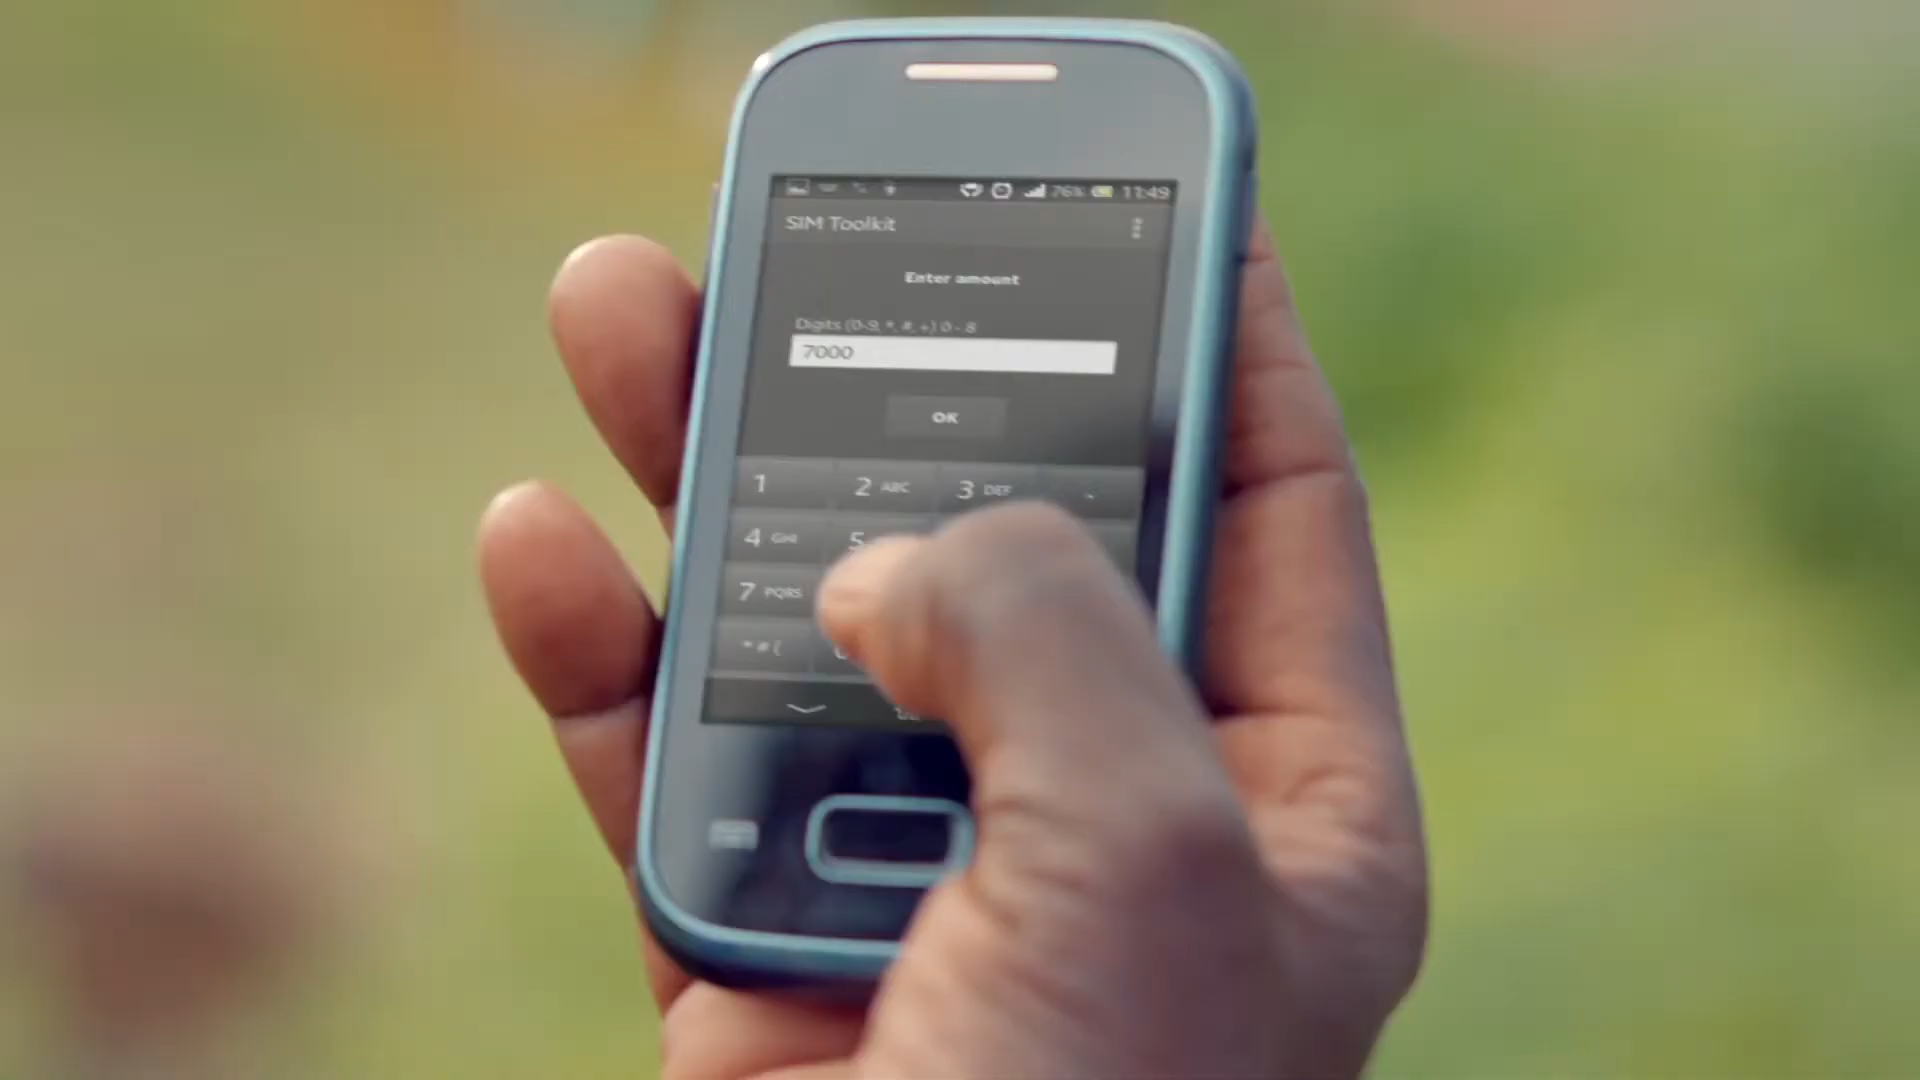 76% 11:49
SIM Toolkit
Enter amount
Digits (0-9, *, #, +) 0 - 8
7000
OK
1 2 ABC 3 DEF .
4 GHI 5
7 PQRS
* # (